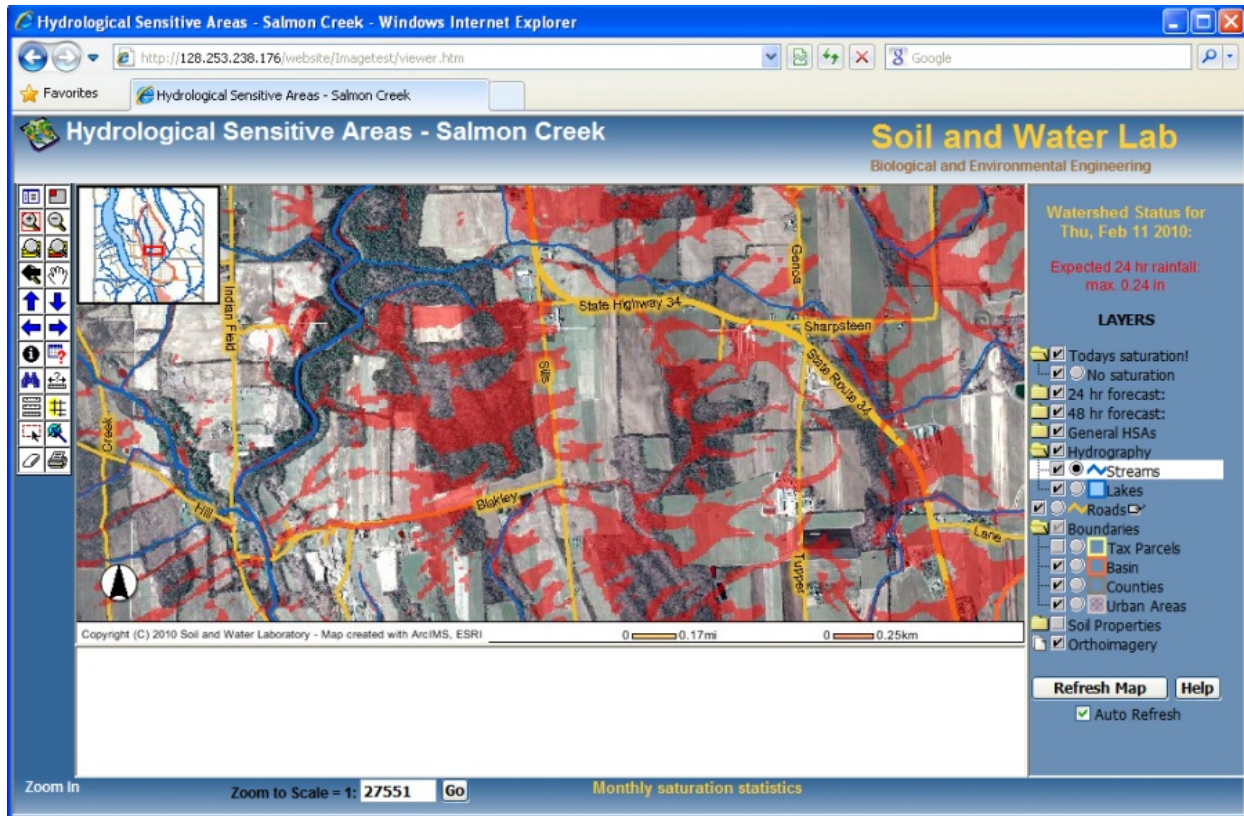 Hydrological Sensitive Areas - Salmon Creek - Windows Internet Explorer
http://128.253.238.176/website/Imagetest/viewer.htm
Google
Favorites
Hydrological Sensitive Areas - Salmon Creek
Hydrological Sensitive Areas - Salmon Creek
Soil and Water Lab
Biological and Environmental Engineering
Indian Field
Genoa
State Highway 34
Sharpsteen
Sills
State Route 34
Creek
Hill
Blakley
Tupper
Lane
Copyright (C) 2010 Soil and Water Laboratory - Map created with ArcIMS, ESRI
0 0.17mi
0 0.25km
Watershed Status for
Thu, Feb 11 2010:
Expected 24 hr rainfall:
max. 0.24 in
LAYERS
Todays saturation!
No saturation
24 hr forecast:
48 hr forecast:
General HSAs
Hydrography
Streams
Lakes
Roads
Boundaries
Tax Parcels
Basin
Counties
Urban Areas
Soil Properties
Orthoimagery
Refresh Map
Help
Auto Refresh
Zoom In
Zoom to Scale = 1: 27551 Go
Monthly saturation statistics